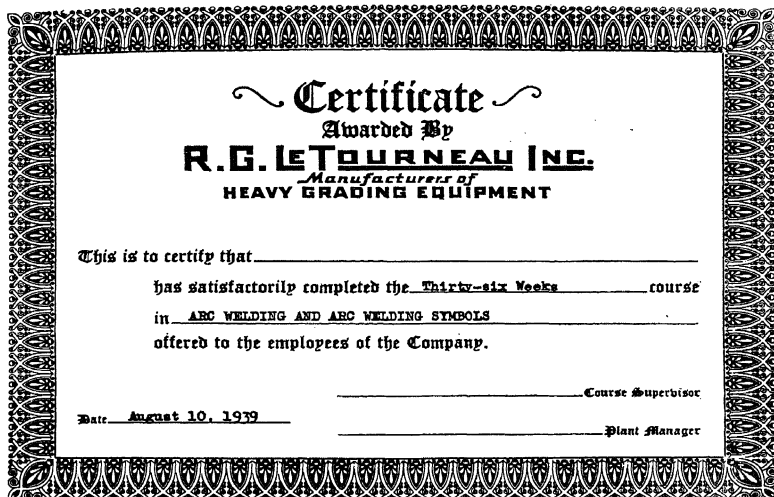 Certificate
Awarded By
R.G. LETOURNEAU INC.
Manufacturers of
HEAVY GRADING EQUIPMENT
This is to certify that
has satisfactorily completed the Thirty-six Weeks course
in ARC WELDING AND ARC WELDING SYMBOLS
offered to the employees of the Company.
Course Supervisor
Date August 10, 1939
Plant Manager